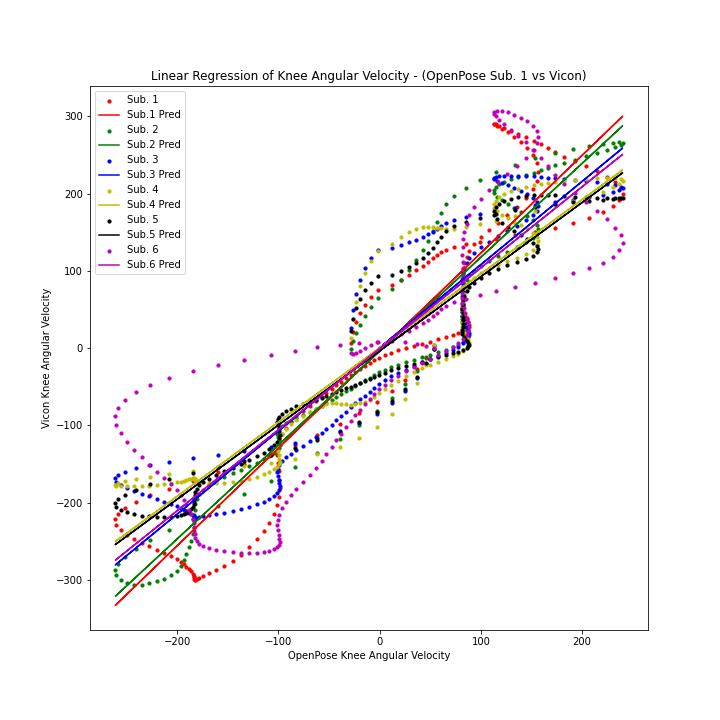 Linear Regression of Knee Angular Velocity - (OpenPose Sub. 1 vs Vicon)
Sub. 1
Sub.1 Pred
Sub. 2
Sub.2 Pred
Sub. 3
Sub.3 Pred
Sub. 4
Sub.4 Pred
Sub. 5
Sub.5 Pred
Sub. 6
Sub.6 Pred
300
200
100
0
−100
−200
−300
Vicon Knee Angular Velocity
−200
−100
0
100
200
OpenPose Knee Angular Velocity